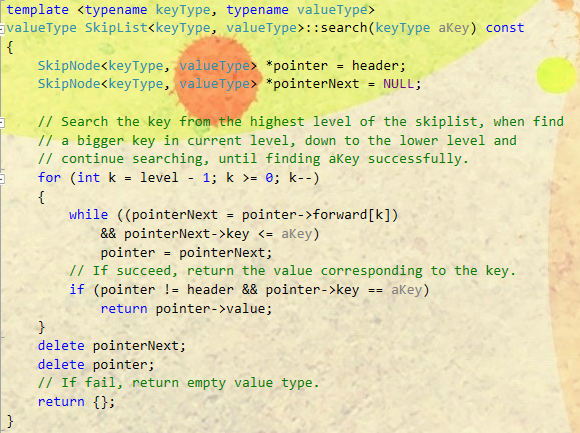 template <typename keyType, typename valueType>
valueType SkipList<keyType, valueType>::search(keyType aKey) const
{
    SkipNode<keyType, valueType> *pointer = header;
    SkipNode<keyType, valueType> *pointerNext = NULL;

    // Search the key from the highest level of the skiplist, when find
    // a bigger key in current level, down to the lower level and
    // continue searching, until finding aKey successfully.
    for (int k = level - 1; k >= 0; k--)
    {
        while ((pointerNext = pointer->forward[k])
            && pointerNext->key <= aKey)
            pointer = pointerNext;
        // If succeed, return the value corresponding to the key.
        if (pointer != header && pointer->key == aKey)
            return pointer->value;
    }
    delete pointerNext;
    delete pointer;
    // If fail, return empty value type.
    return {};
}